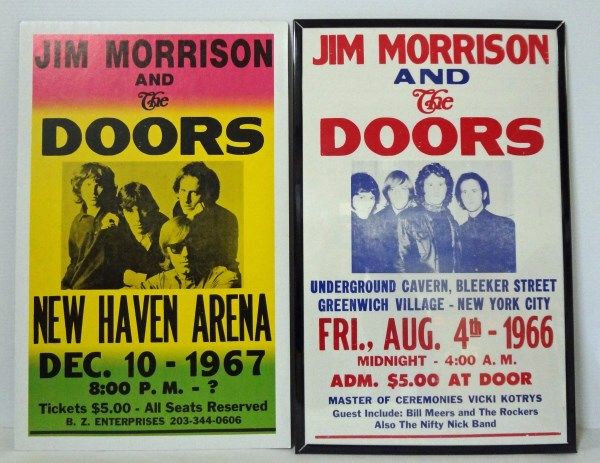 JIM MORRISON
AND
The
DOORS
NEW HAVEN ARENA
DEC. 10 - 1967
8:00 P. M. - ?
Tickets $5.00 - All Seats Reserved
B. Z. ENTERPRISES 203-344-0606
JIM MORRISON
AND
The
DOORS
UNDERGROUND CAVERN, BLEEKER STREET
GREENWICH VILLAGE - NEW YORK CITY
FRI., AUG. 4th - 1966
MIDNIGHT - 4:00 A. M.
ADM. $5.00 AT DOOR
MASTER OF CEREMONIES VICKI KOTRYS
Guest Include: Bill Meers and The Rockers
Also The Nifty Nick Band